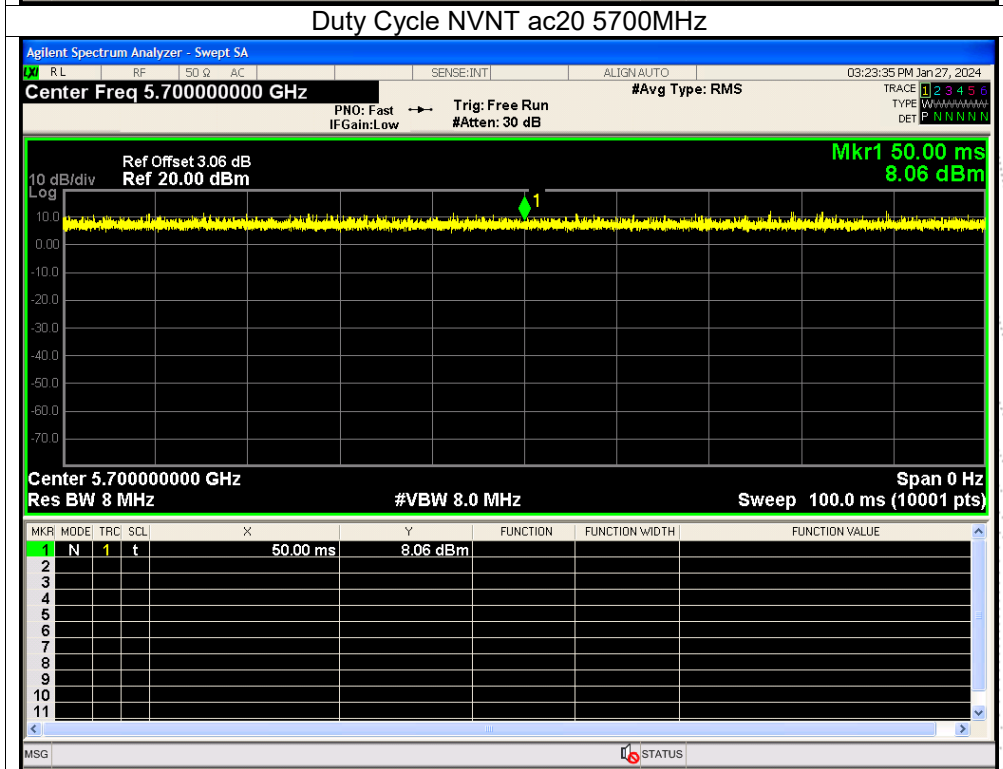 Duty Cycle NVNT ac20 5700MHz
Agilent Spectrum Analyzer - Swept SA
LXI RL RF 50 Ω AC SENSE:INT ALIGN AUTO 03:23:35 PM Jan 27, 2024
Center Freq 5.700000000 GHz #Avg Type: RMS TRACE 1 2 3 4 5 6
PNO: Fast Trig: Free Run TYPE WWWWWW
IFGain:Low #Atten: 30 dB DET P N N N N N
Mkr1 50.00 ms
8.06 dBm
Ref Offset 3.06 dB
10 dB/div Ref 20.00 dBm
Log
1
10.0
0.00
-10.0
-20.0
-30.0
-40.0
-50.0
-60.0
-70.0
Center 5.700000000 GHz Span 0 Hz
Res BW 8 MHz #VBW 8.0 MHz Sweep 100.0 ms (10001 pts)
MKR MODE TRC SCL X Y FUNCTION FUNCTION WIDTH FUNCTION VALUE
1 N 1 t 50.00 ms 8.06 dBm
2
3
4
5
6
7
8
9
10
11
MSG STATUS